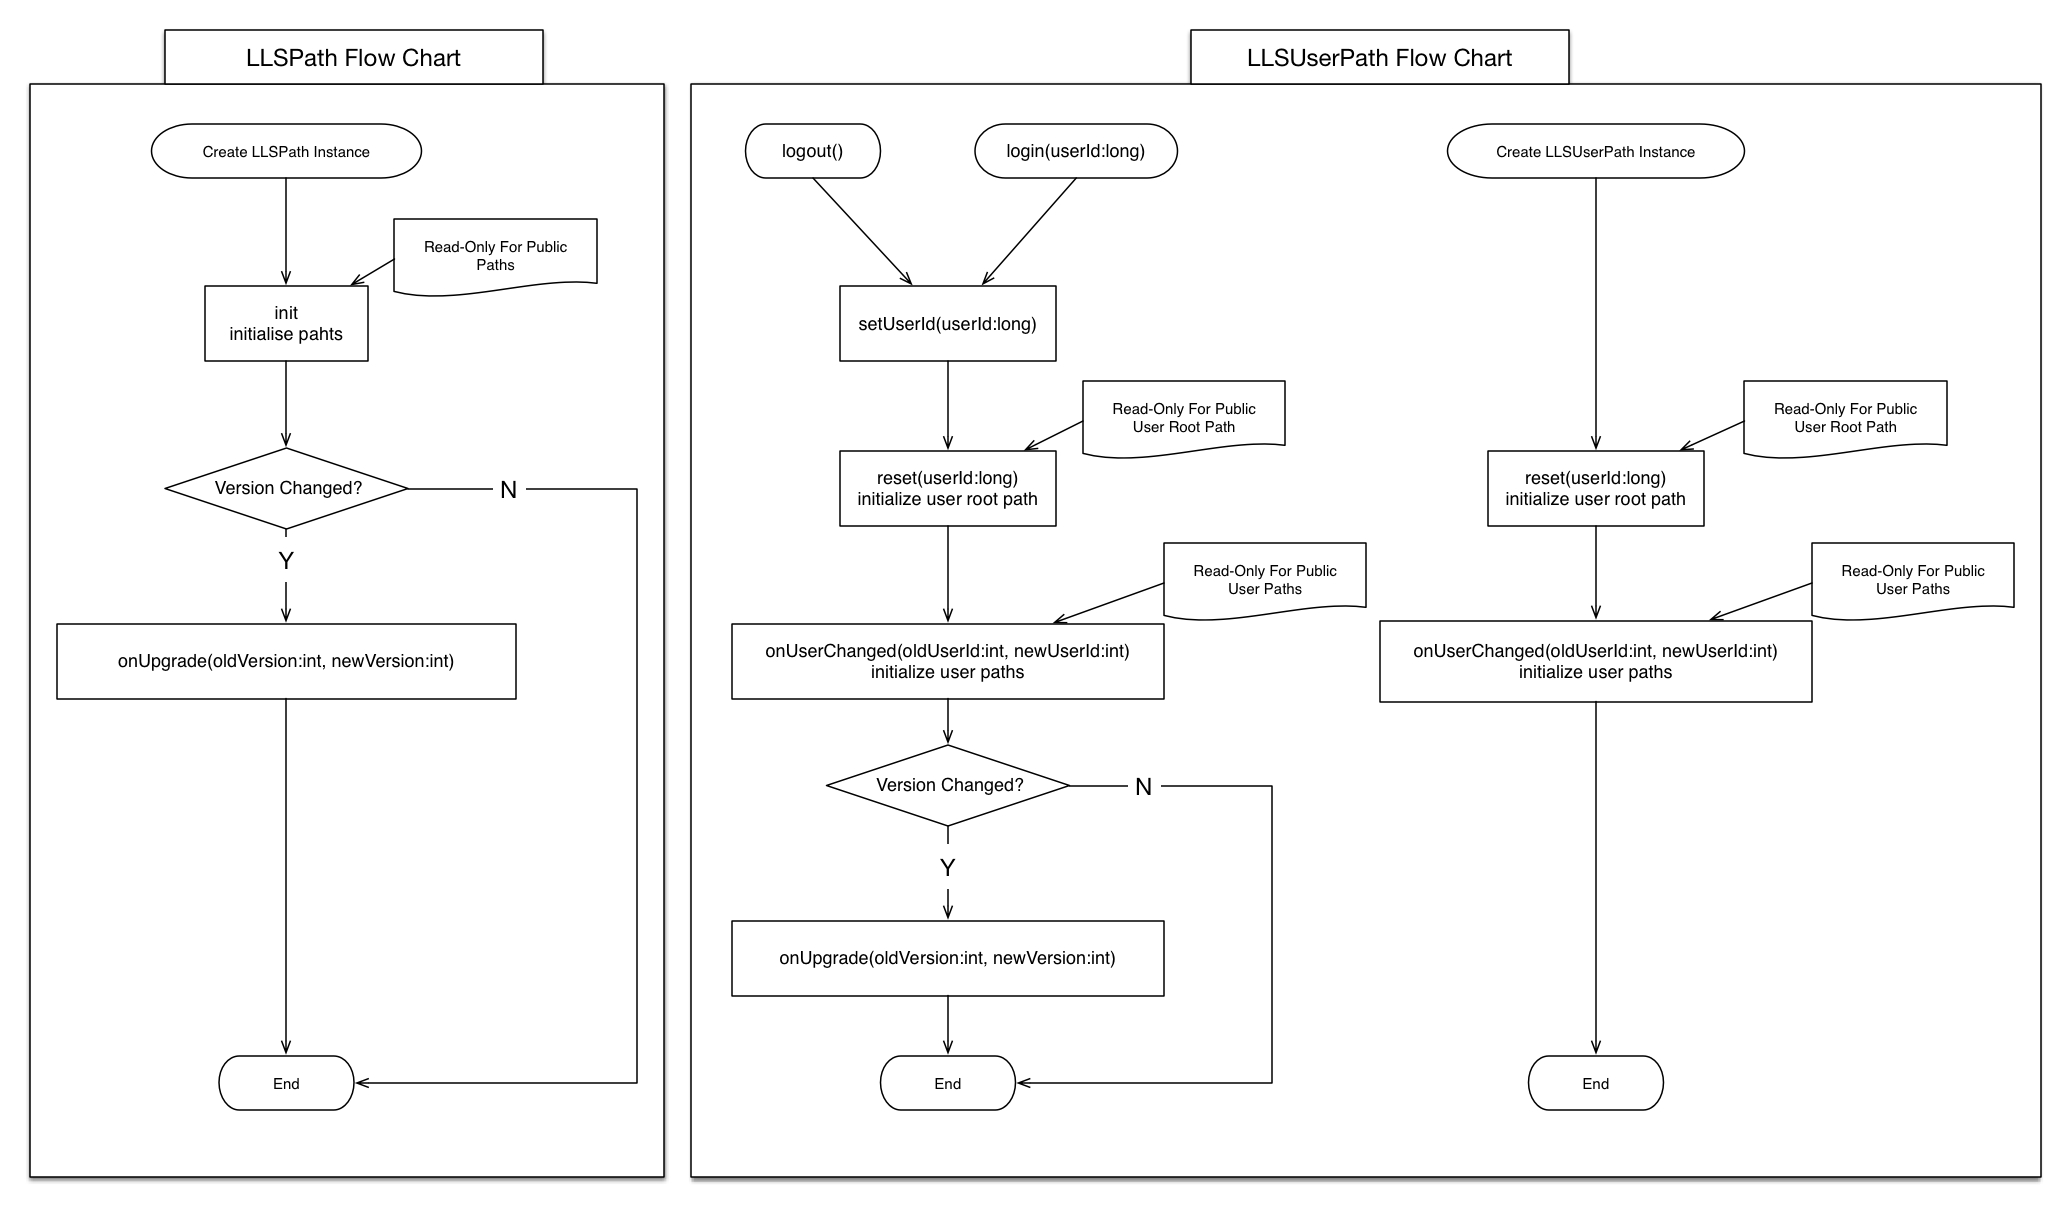 LLSPath Flow Chart
Create LLSPath Instance
Read-Only For Public
Paths
init
initialise pahts
Version Changed?
N
Y
onUpgrade(oldVersion:int, newVersion:int)
End
LLSUserPath Flow Chart
logout()
login(userId:long)
setUserId(userId:long)
Read-Only For Public
User Root Path
reset(userId:long)
initialize user root path
Read-Only For Public
User Paths
onUserChanged(oldUserId:int, newUserId:int)
initialize user paths
Version Changed?
N
Y
onUpgrade(oldVersion:int, newVersion:int)
End
Create LLSUserPath Instance
Read-Only For Public
User Root Path
reset(userId:long)
initialize user root path
Read-Only For Public
User Paths
onUserChanged(oldUserId:int, newUserId:int)
initialize user paths
End